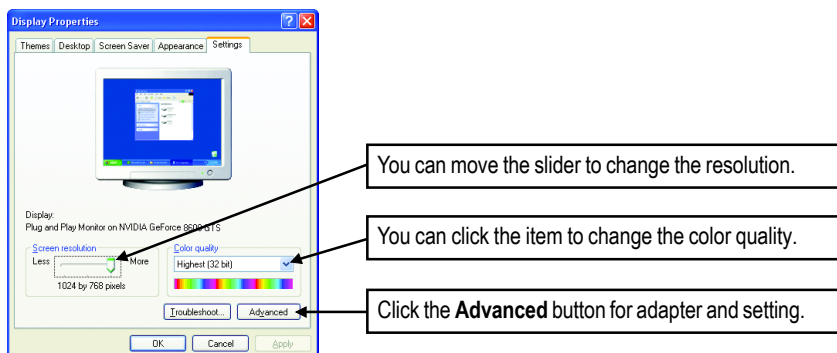 Display Properties
Themes Desktop Screen Saver Appearance Settings
Display:
Plug and Play Monitor on NVIDIA GeForce 8600 GTS
Screen resolution
Less More
1024 by 768 pixels
Color quality
Highest (32 bit)
Troubleshoot... Advanced
OK Cancel Apply
You can move the slider to change the resolution.
You can click the item to change the color quality.
Click the Advanced button for adapter and setting.